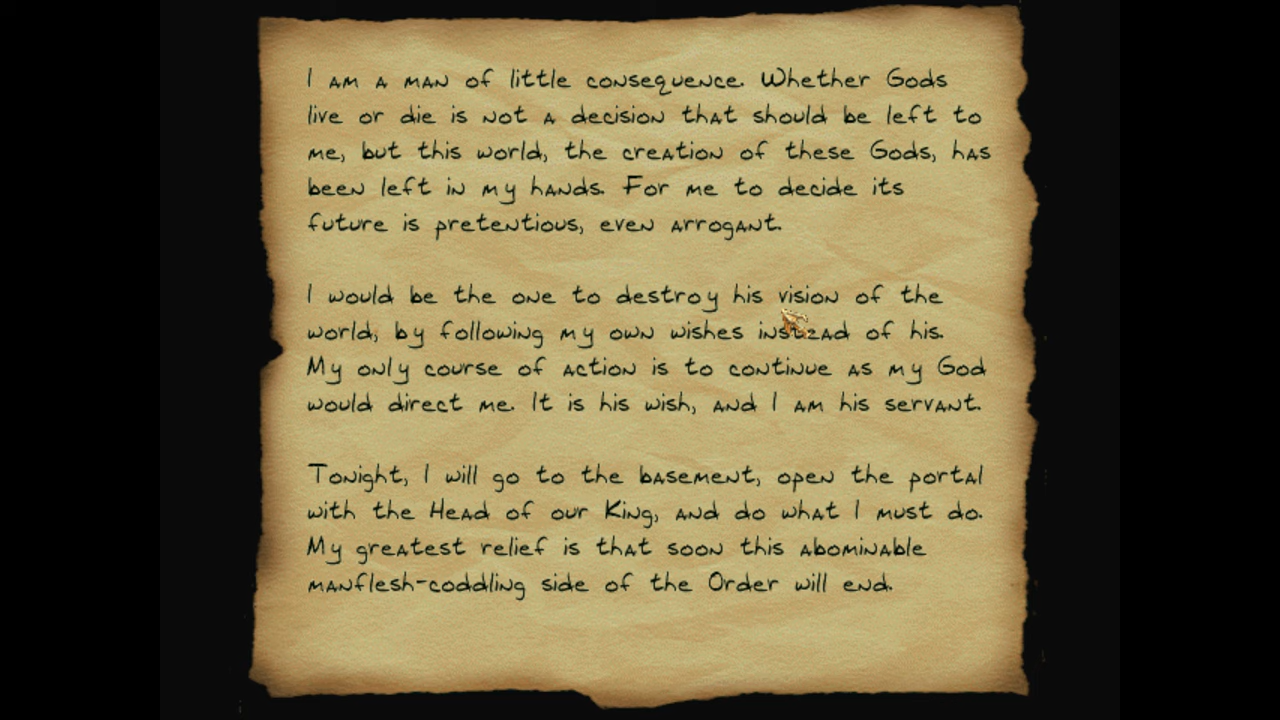 I am a man of little consequence. Whether Gods
live or die is not a decision that should be left to
me, but this world, the creation of these Gods, has
been left in my hands. For me to decide its
future is pretentious, even arrogant.
I would be the one to destroy his vision of the
world, by following my own wishes instead of his.
My only course of action is to continue as my God
would direct me. It is his wish, and I am his servant.
Tonight, I will go to the basement, open the portal
with the Head of our King, and do what I must do.
My greatest relief is that soon this abominable
manflesh-coddling side of the Order will end.